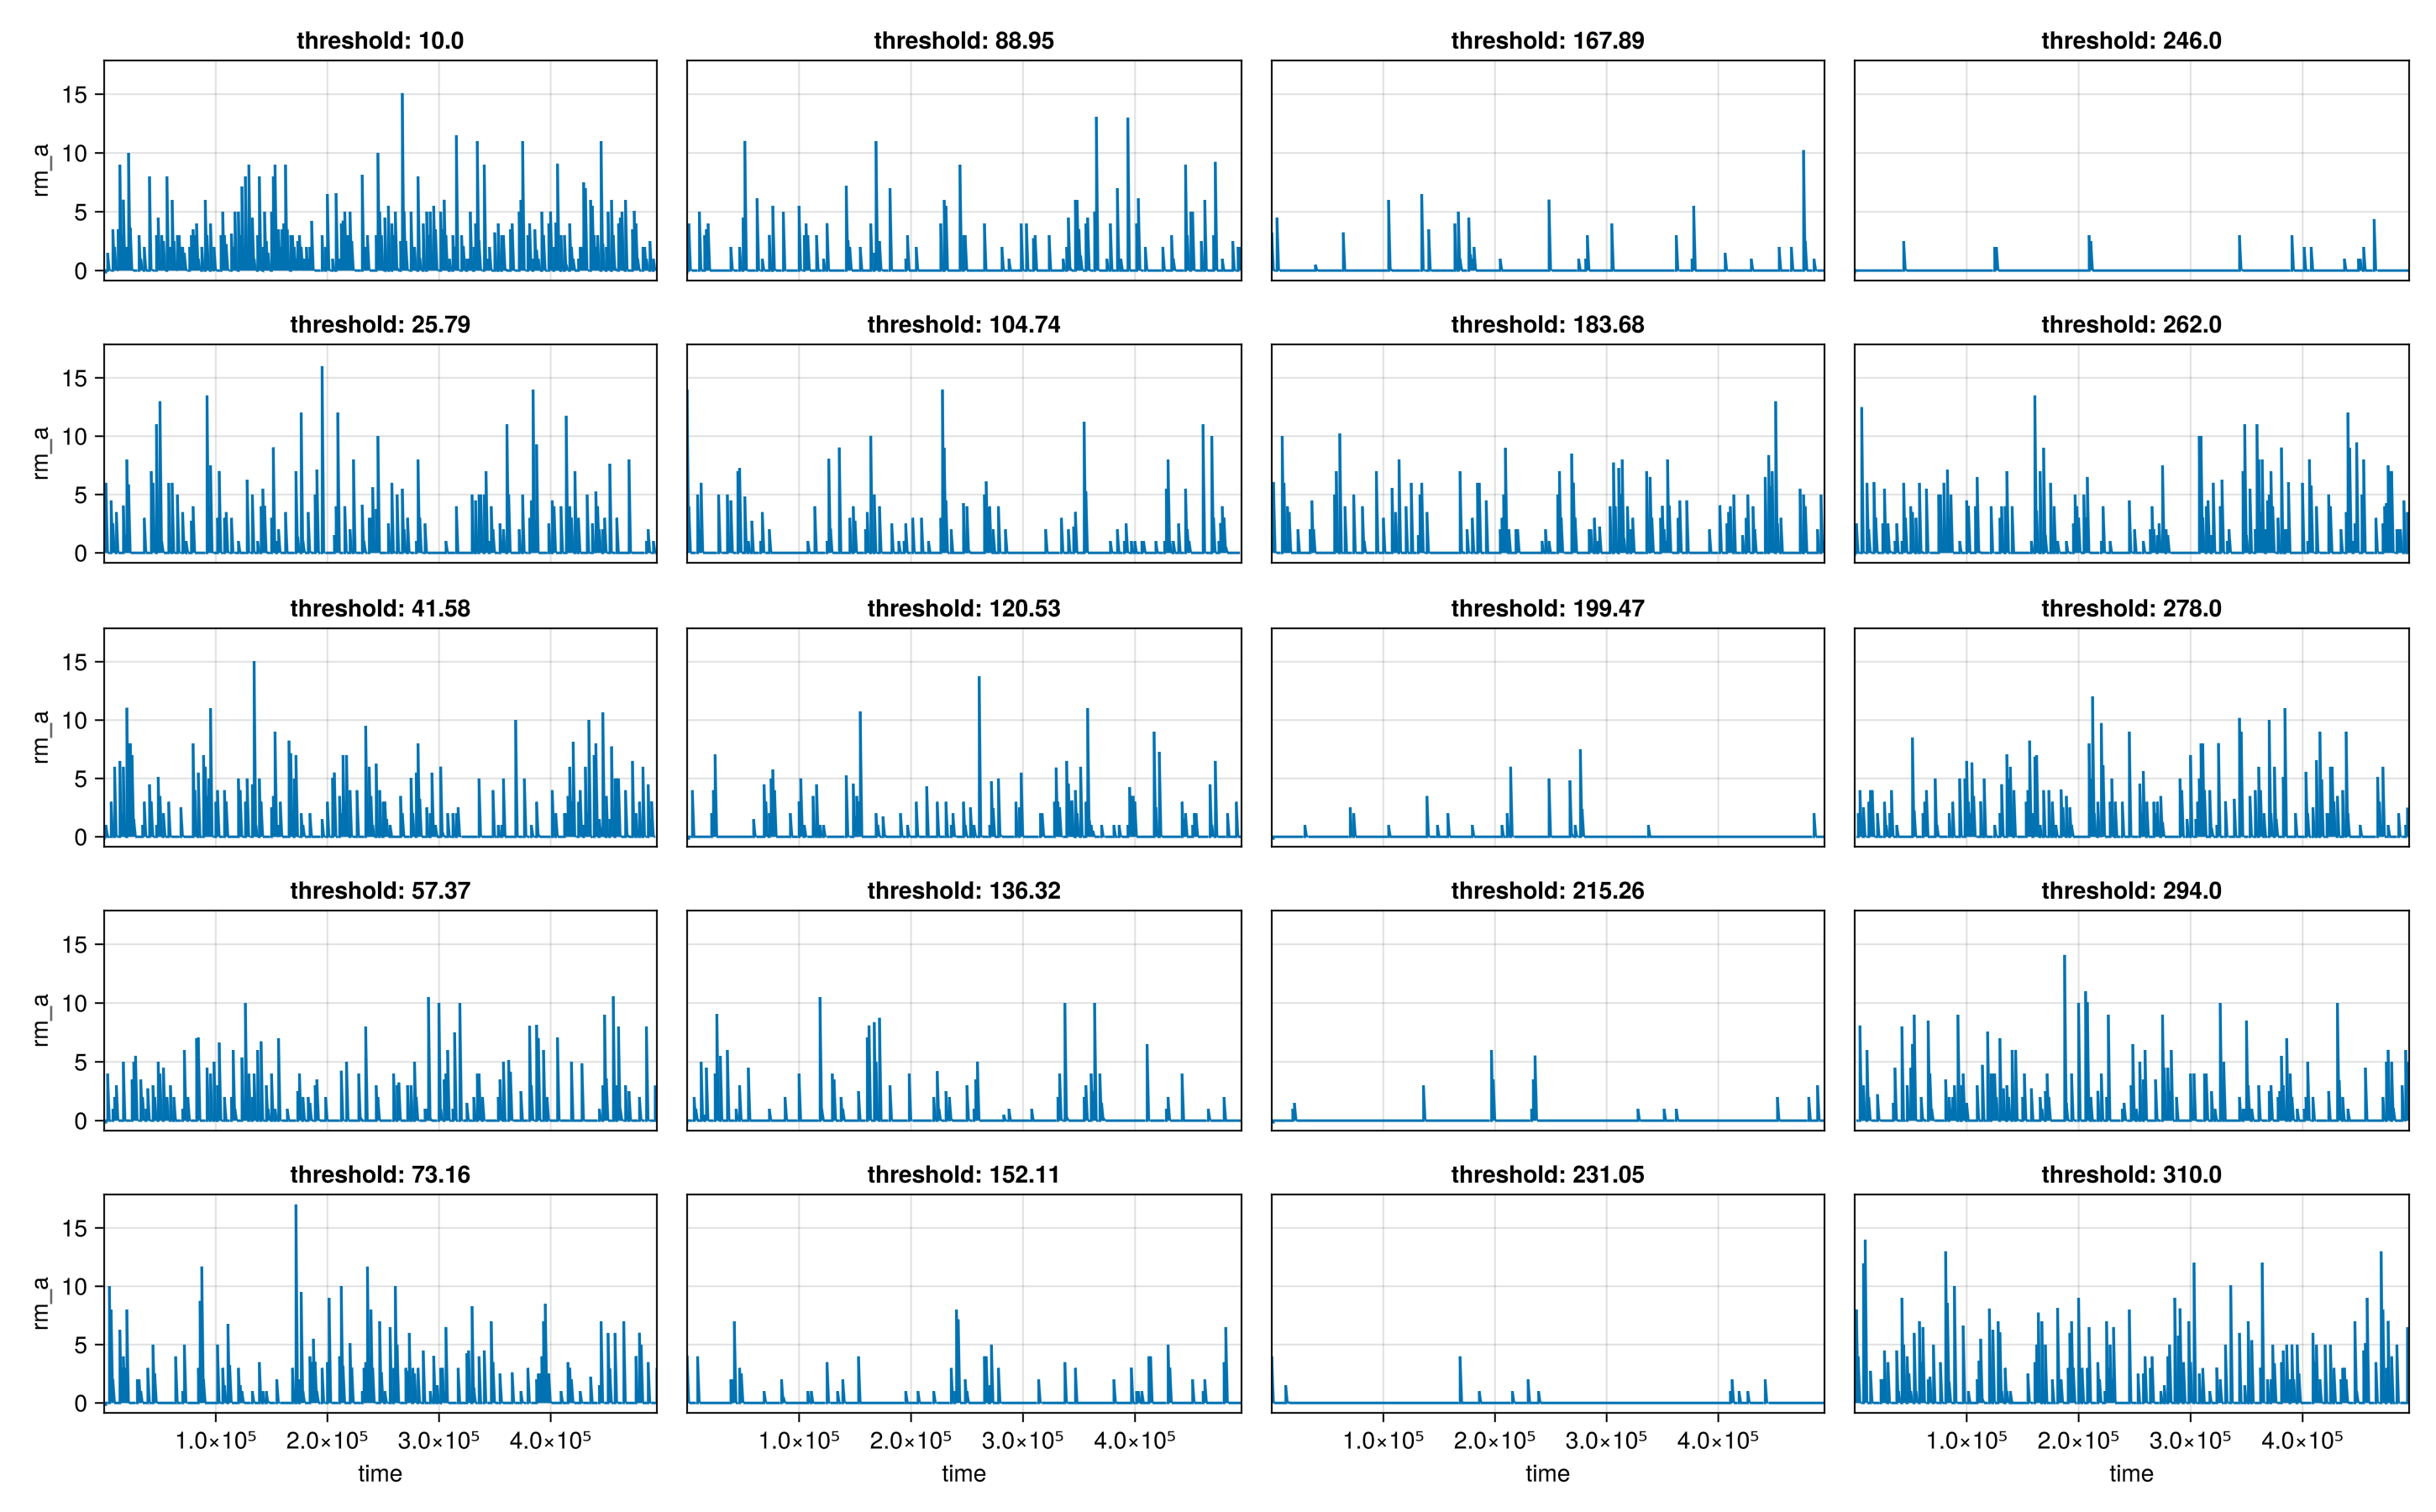 threshold: 10.0
threshold: 88.95
threshold: 167.89
threshold: 246.0
rm_a
15
10
5
0
threshold: 25.79
threshold: 104.74
threshold: 183.68
threshold: 262.0
rm_a
15
10
5
0
threshold: 41.58
threshold: 120.53
threshold: 199.47
threshold: 278.0
rm_a
15
10
5
0
threshold: 57.37
threshold: 136.32
threshold: 215.26
threshold: 294.0
rm_a
15
10
5
0
threshold: 73.16
threshold: 152.11
threshold: 231.05
threshold: 310.0
rm_a
15
10
5
0
1.0×10⁵ 2.0×10⁵ 3.0×10⁵ 4.0×10⁵
1.0×10⁵ 2.0×10⁵ 3.0×10⁵ 4.0×10⁵
1.0×10⁵ 2.0×10⁵ 3.0×10⁵ 4.0×10⁵
1.0×10⁵ 2.0×10⁵ 3.0×10⁵ 4.0×10⁵
time
time
time
time